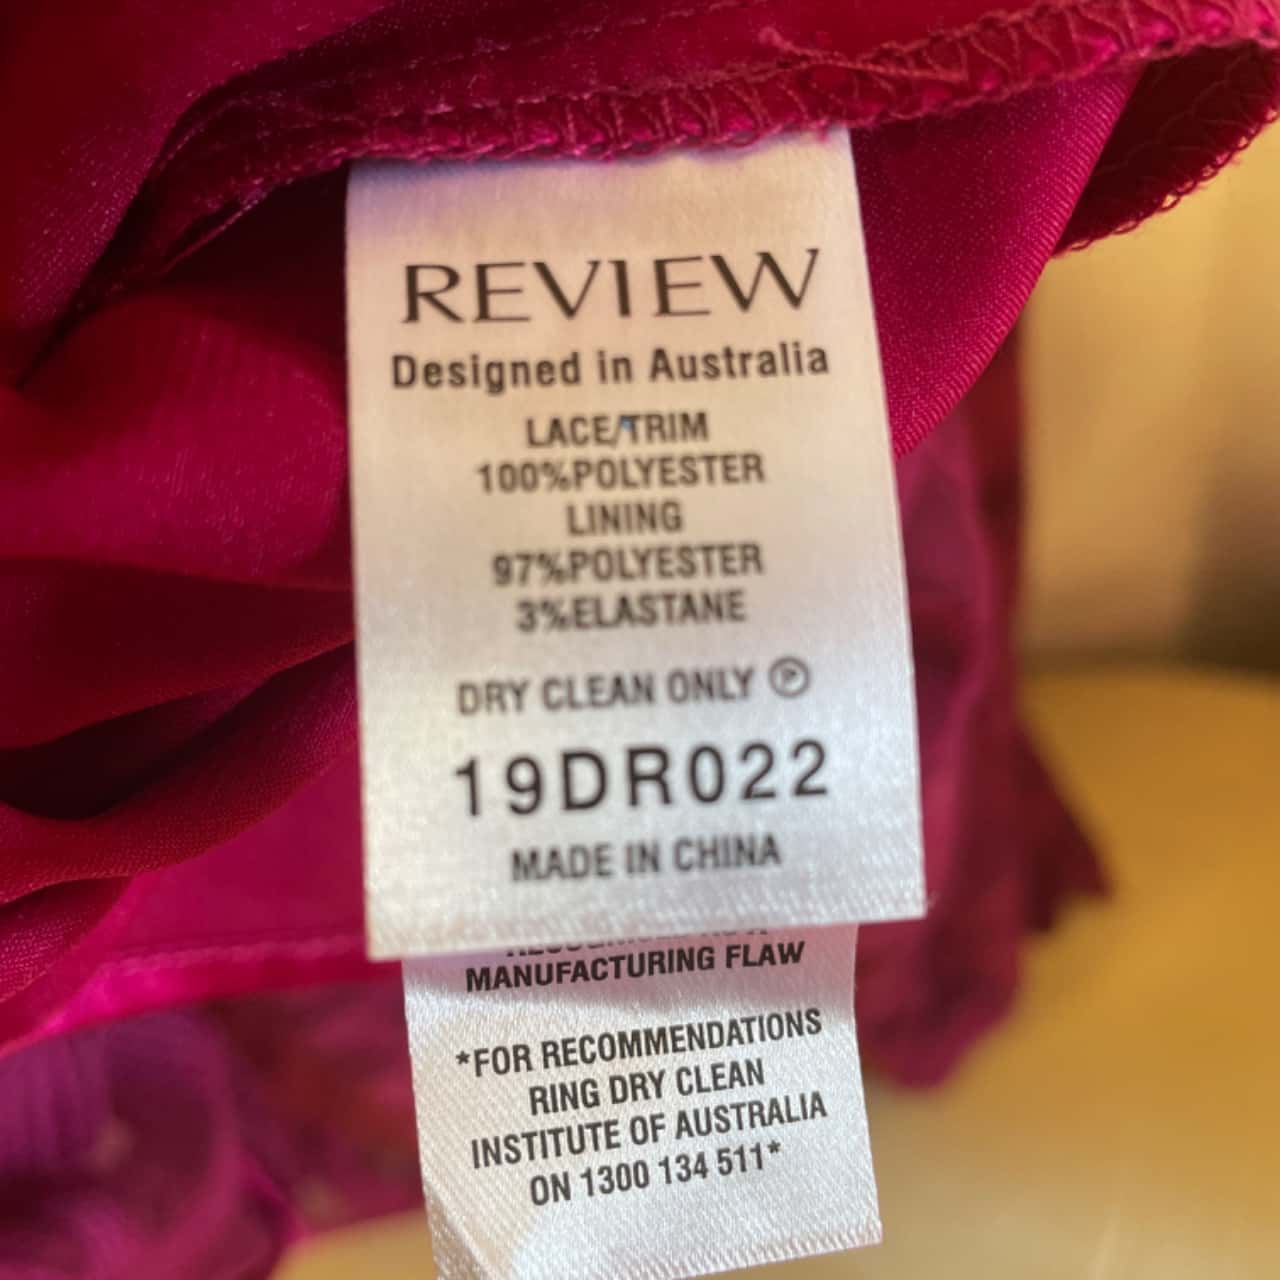 REVIEW
Designed in Australia
LACE/TRIM
100%POLYESTER
LINING
97%POLYESTER
3%ELASTANE
DRY CLEAN ONLY Ⓟ
19DR022
MADE IN CHINA
MANUFACTURING FLAW
*FOR RECOMMENDATIONS
RING DRY CLEAN
INSTITUTE OF AUSTRALIA
ON 1300 134 511*